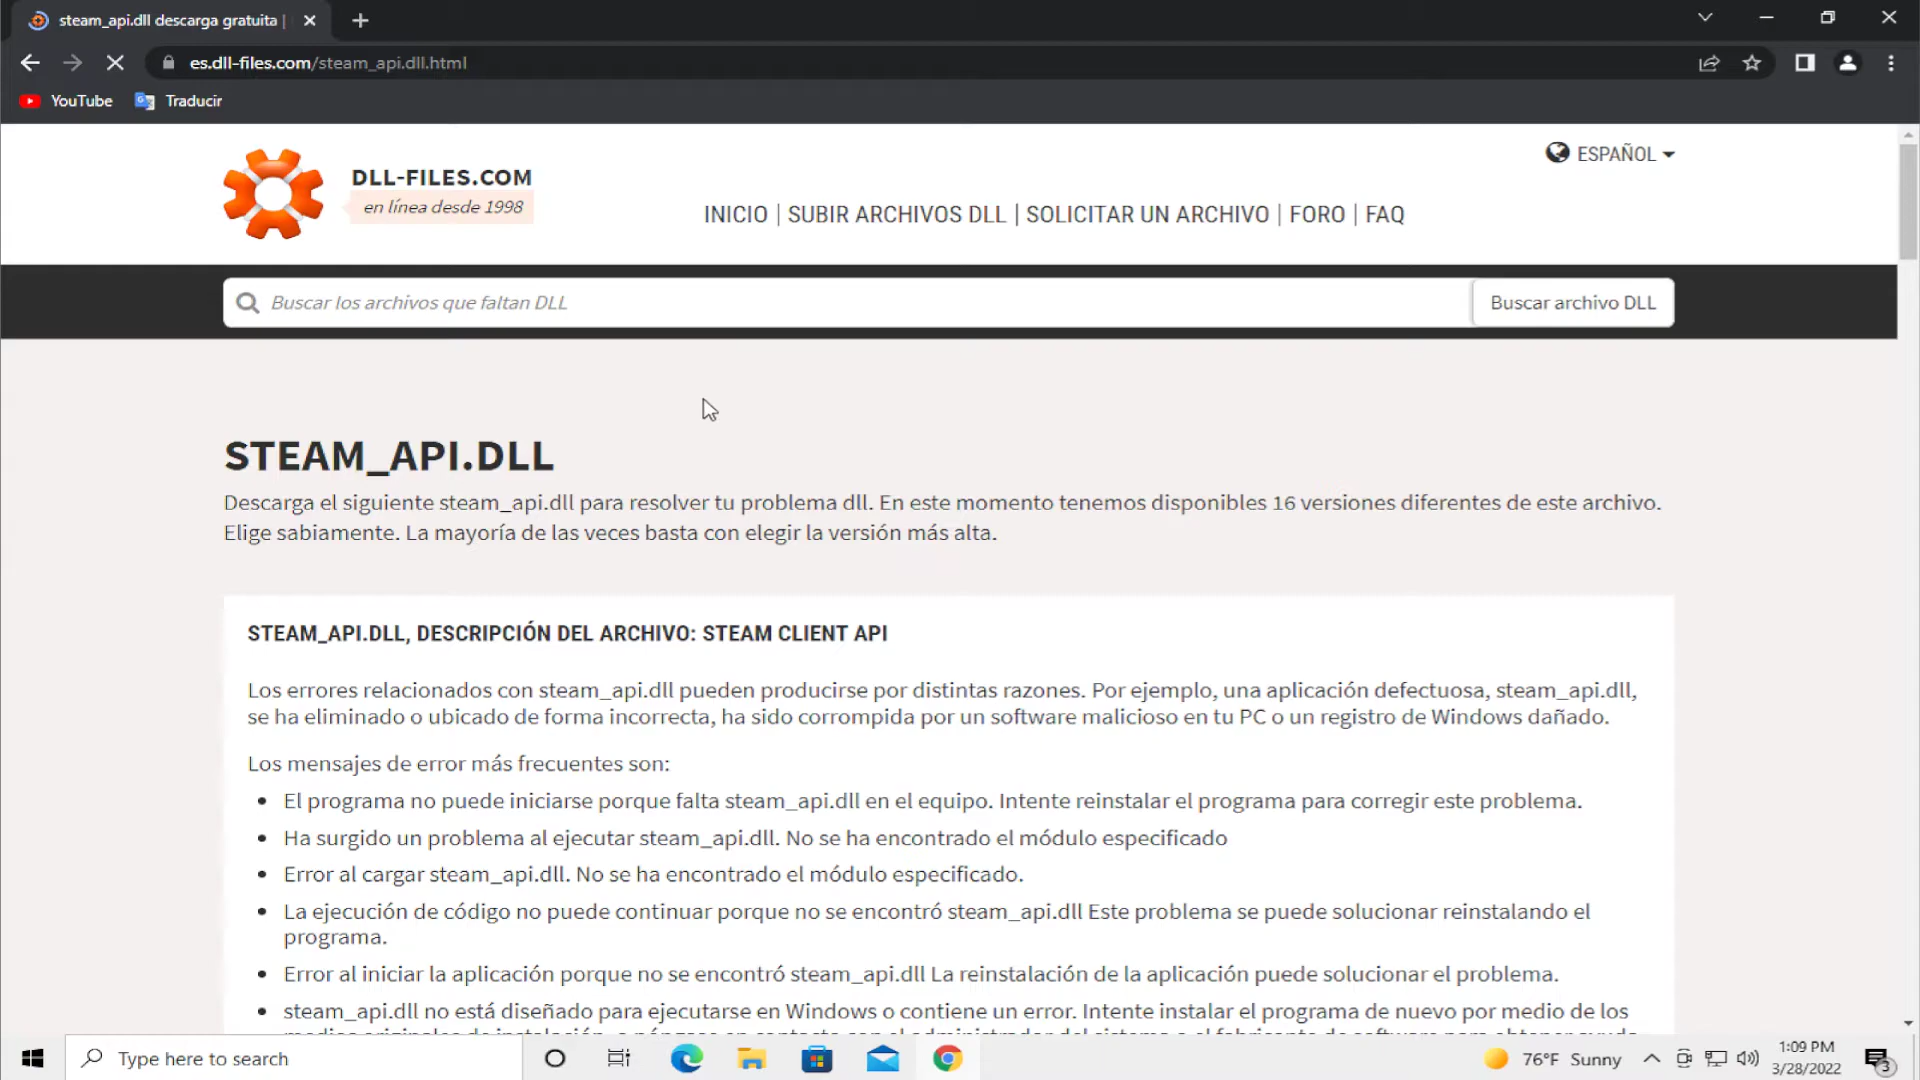 steam_api.dll descarga gratuita |
es.dll-files.com/steam_api.dll.html
YouTube Traducir
ESPAÑOL
DLL-FILES.COM
en línea desde 1998
INICIO | SUBIR ARCHIVOS DLL | SOLICITAR UN ARCHIVO | FORO | FAQ
Buscar los archivos que faltan DLL
Buscar archivo DLL
STEAM_API.DLL
Descarga el siguiente steam_api.dll para resolver tu problema dll. En este momento tenemos disponibles 16 versiones diferentes de este archivo.
Elige sabiamente. La mayoría de las veces basta con elegir la versión más alta.
STEAM_API.DLL, DESCRIPCIÓN DEL ARCHIVO: STEAM CLIENT API
Los errores relacionados con steam_api.dll pueden producirse por distintas razones. Por ejemplo, una aplicación defectuosa, steam_api.dll,
se ha eliminado o ubicado de forma incorrecta, ha sido corrompida por un software malicioso en tu PC o un registro de Windows dañado.
Los mensajes de error más frecuentes son:
• El programa no puede iniciarse porque falta steam_api.dll en el equipo. Intente reinstalar el programa para corregir este problema.
• Ha surgido un problema al ejecutar steam_api.dll. No se ha encontrado el módulo especificado
• Error al cargar steam_api.dll. No se ha encontrado el módulo especificado.
• La ejecución de código no puede continuar porque no se encontró steam_api.dll Este problema se puede solucionar reinstalando el
programa.
• Error al iniciar la aplicación porque no se encontró steam_api.dll La reinstalación de la aplicación puede solucionar el problema.
• steam_api.dll no está diseñado para ejecutarse en Windows o contiene un error. Intente instalar el programa de nuevo por medio de los
Type here to search
76°F Sunny
1:09 PM
3/28/2022
3